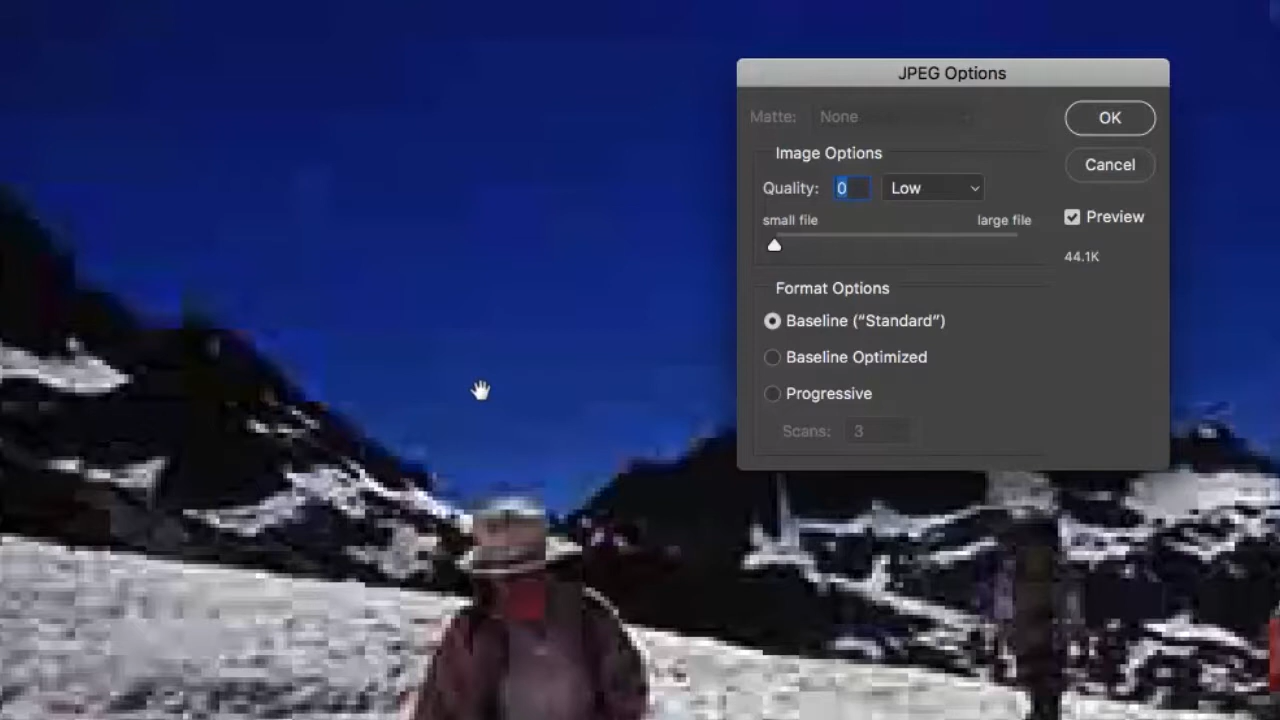 JPEG Options
Matte: None
OK
Image Options
Cancel
Quality: 0 Low
small file large file
Preview
44.1K
Format Options
Baseline (“Standard”)
Baseline Optimized
Progressive
Scans: 3